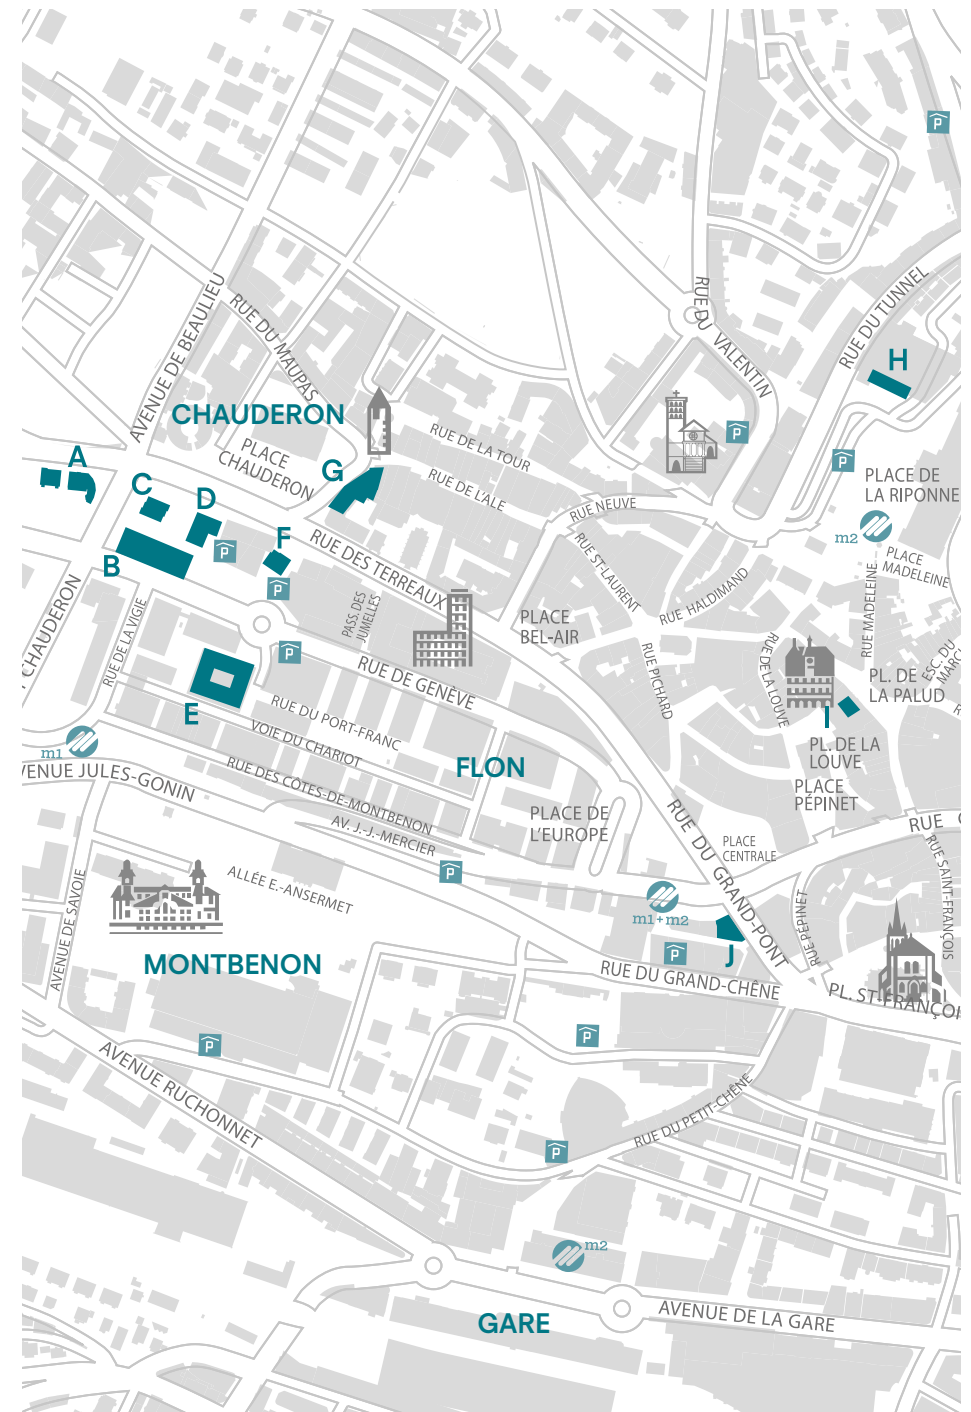 P
RUE DU TUNNEL
RUE DU VALENTIN
AVENUE DE BEAULIEU
RUE DU MAUPAS
H
CHAUDERON
PLACE
CHAUDERON
RUE DE LA TOUR
P
A
G
RUE DE L'ALE
P
PLACE DE
LA RIPONNE
C
D
RUE NEUVE
m2
F
P
B
RUE DES TERREAUX
RUE ST-LAURENT
PLACE
MADELEINE
P
RUE HALDIMAND
RUE MADELEINE
CHAUDERON
RUE DE LA VIGIE
PASS. DES
JUMELLES
PLACE
BEL-AIR
P
RUE DE GENÈVE
RUE PICHARD
RUE DE LA LOUVE
ESC. DU
PL. DE
LA PALUD
E
RUE DU PORT-FRANC
I
VOIE DU CHARIOT
m1
PL. DE LA
LOUVE
VENUE JULES-GONIN
RUE DES CÔTES-DE-MONTBENON
FLON
PLACE
PÉPINET
AV. J.-J.-MERCIER
PLACE DE
L'EUROPE
RUE DU GRAND-PONT
PLACE
CENTRALE
RUE
RUE SAINT-FRANÇOIS
P
ALLÉE E.-ANSERMET
AVENUE DE SAVOIE
m1+m2
RUE PÉPINET
J
P
MONTBENON
RUE DU GRAND-CHÊNE
PL. ST-FRANÇOI
P
P
AVENUE RUCHONNET
RUE DU PETIT-CHÊNE
P
m2
GARE
AVENUE DE LA GARE